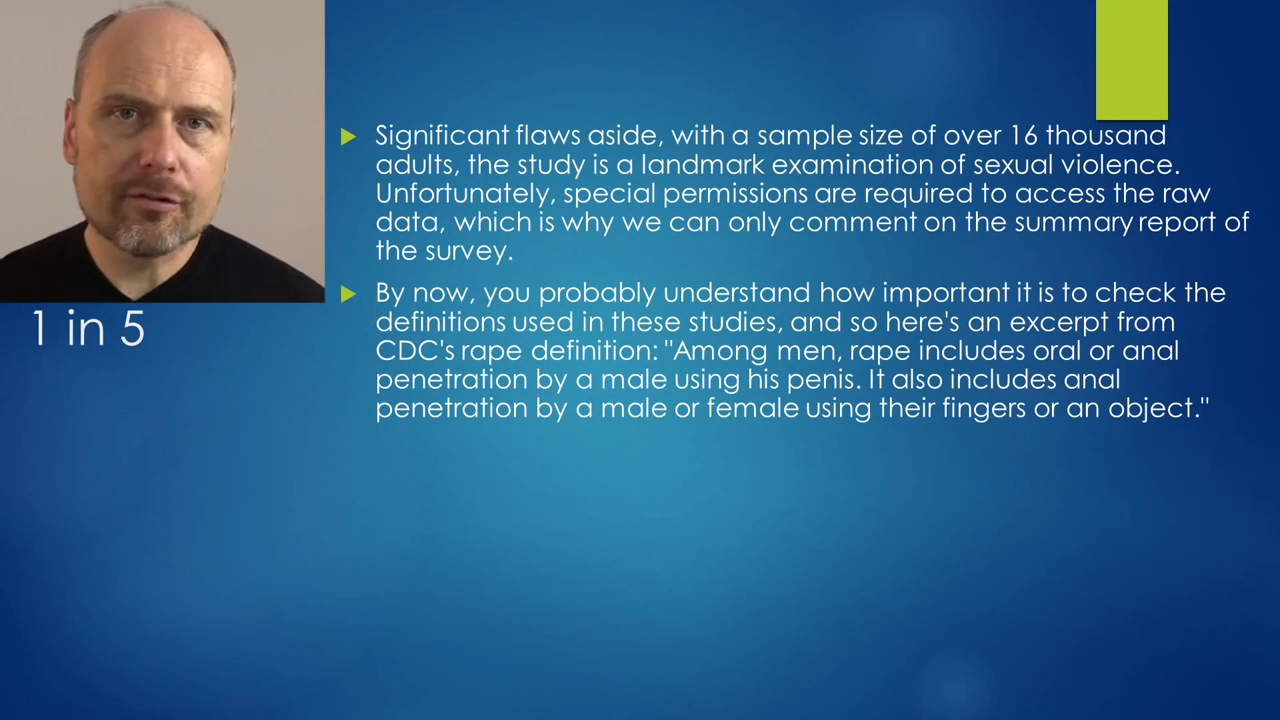 Significant flaws aside, with a sample size of over 16 thousand
adults, the study is a landmark examination of sexual violence.
Unfortunately, special permissions are required to access the raw
data, which is why we can only comment on the summary report of
the survey.
By now, you probably understand how important it is to check the
definitions used in these studies, and so here's an excerpt from
CDC's rape definition: "Among men, rape includes oral or anal
penetration by a male using his penis. It also includes anal
penetration by a male or female using their fingers or an object."
1 in 5